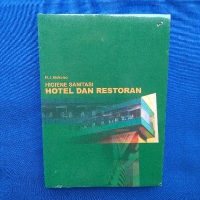 HIGIENE SANITASI
HOTEL DAN RESTORAN